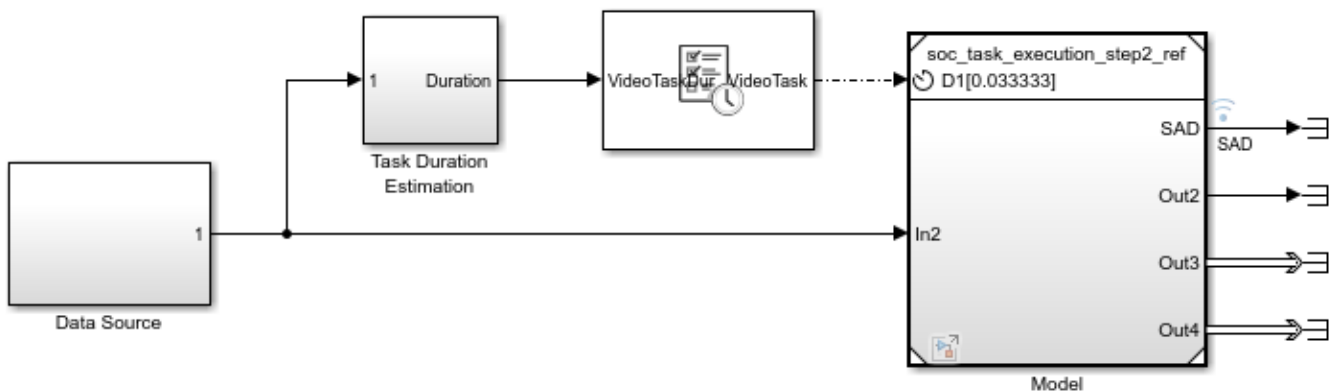 1
Duration
Task Duration
Estimation
VideoTaskDur
VideoTask
soc_task_execution_step2_ref
D1[0.033333]
SAD
SAD
Out2
In2
Out3
Out4
Model
1
Data Source